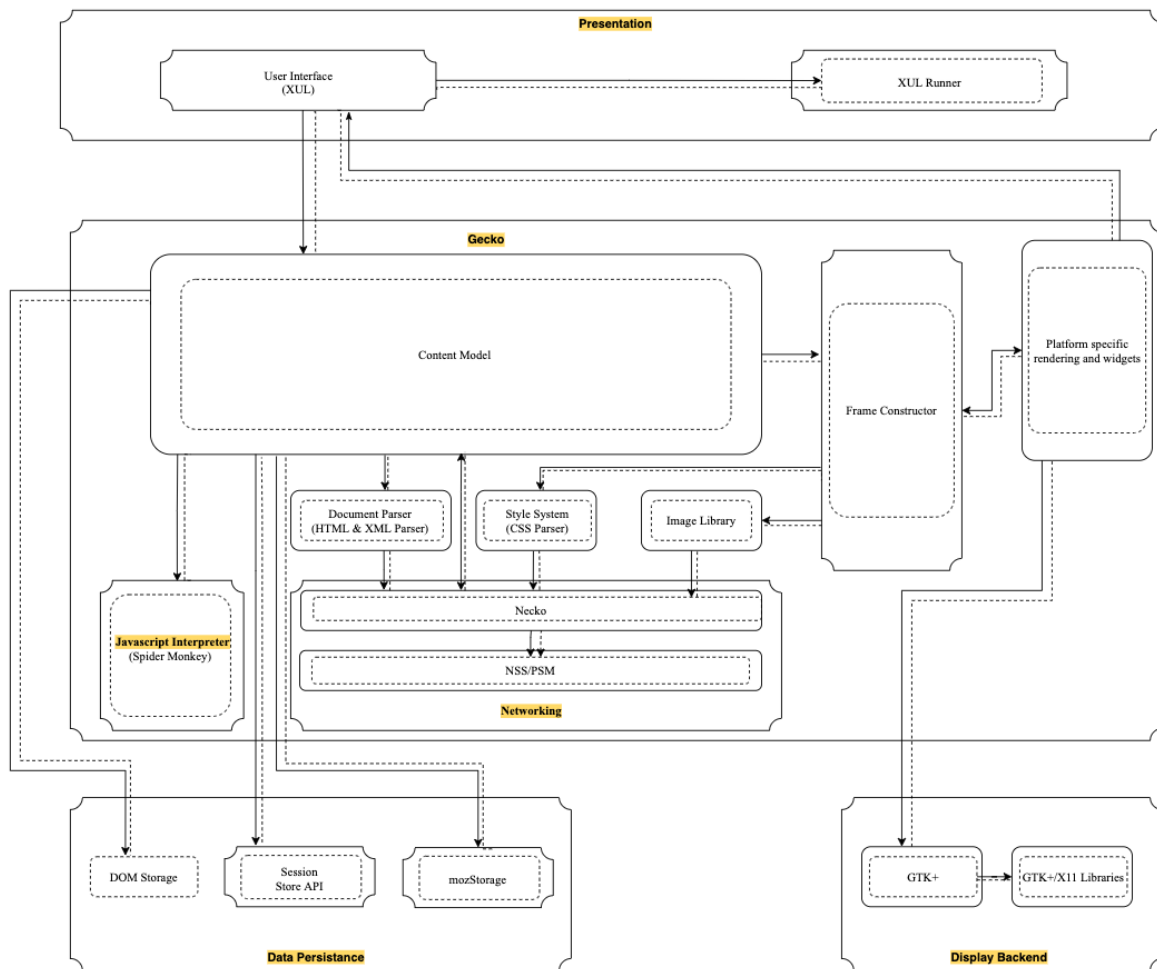 Presentation
User Interface
(XUL)
XUL Runner
Gecko
Content Model
Frame Constructor
Platform specific
rendering and widgets
Document Parser
(HTML & XML Parser)
Style System
(CSS Parser)
Image Library
Javascript Interpreter
(Spider Monkey)
Necko
NSS/PSM
Networking
DOM Storage
Session
Store API
mozStorage
Data Persistance
GTK+
GTK+/X11 Libraries
Display Backend